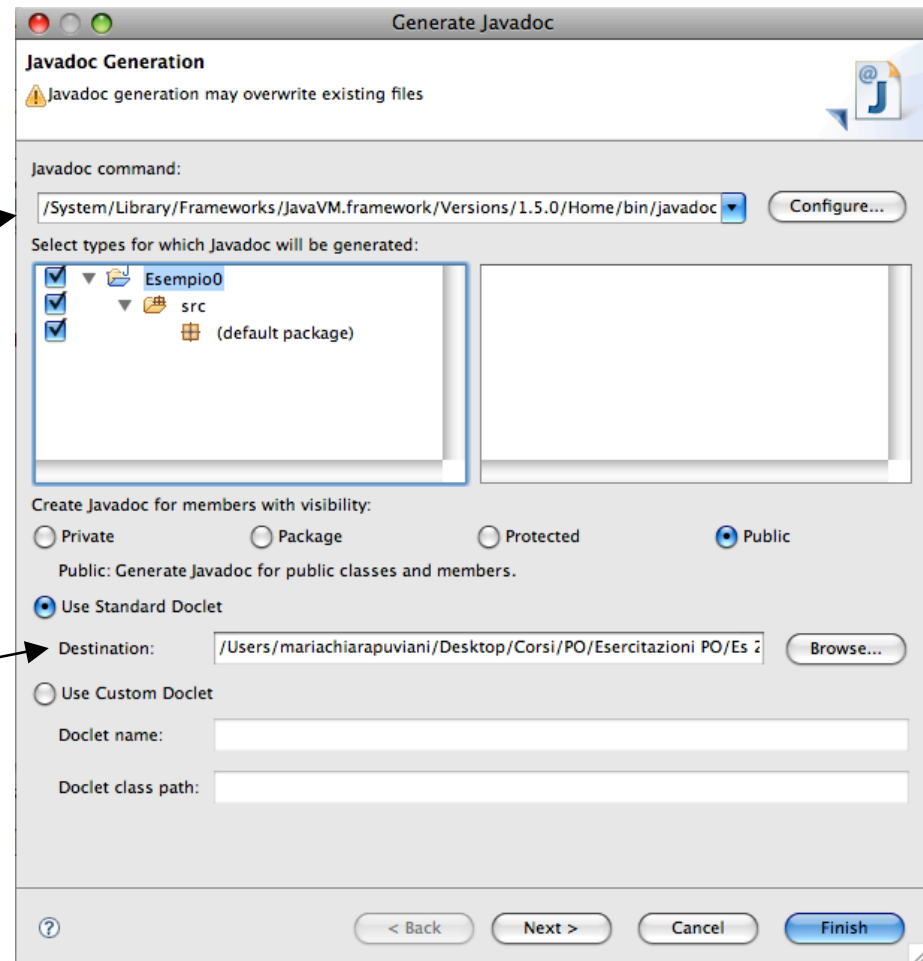 Generate Javadoc
Javadoc Generation
Javadoc generation may overwrite existing files
@
J
Javadoc command:
/System/Library/Frameworks/JavaVM.framework/Versions/1.5.0/Home/bin/javadoc
Configure...
Select types for which Javadoc will be generated:
Esempio0
src
(default package)
Create Javadoc for members with visibility:
Private Package Protected Public
Public: Generate Javadoc for public classes and members.
Use Standard Doclet
Destination: /Users/mariachiarapuviani/Desktop/Corsi/PO/Esercitazioni PO/Es 2 Browse...
Use Custom Doclet
Doclet name:
Doclet class path:
? < Back Next > Cancel Finish